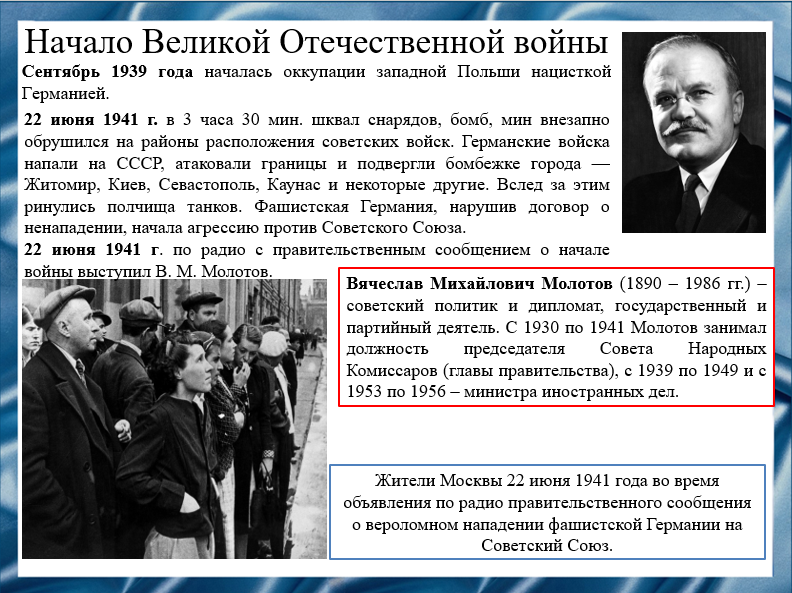 Начало Великой Отечественной войны
Сентябрь 1939 года началась оккупации западной Польши нацисткой
Германией.
22 июня 1941 г. в 3 часа 30 мин. шквал снарядов, бомб, мин внезапно
обрушился на районы расположения советских войск. Германские войска
напали на СССР, атаковали границы и подвергли бомбежке города —
Житомир, Киев, Севастополь, Каунас и некоторые другие. Вслед за этим
ринулись полчища танков. Фашистская Германия, нарушив договор о
ненападении, начала агрессию против Советского Союза.
22 июня 1941 г. по радио с правительственным сообщением о начале
войны выступил В. М. Молотов.
Вячеслав Михайлович Молотов (1890 – 1986 гг.) –
советский политик и дипломат, государственный и
партийный деятель. С 1930 по 1941 Молотов занимал
должность председателя Совета Народных
Комиссаров (главы правительства), с 1939 по 1949 и с
1953 по 1956 – министра иностранных дел.
Жители Москвы 22 июня 1941 года во время
объявления по радио правительственного сообщения
о вероломном нападении фашистской Германии на
Советский Союз.